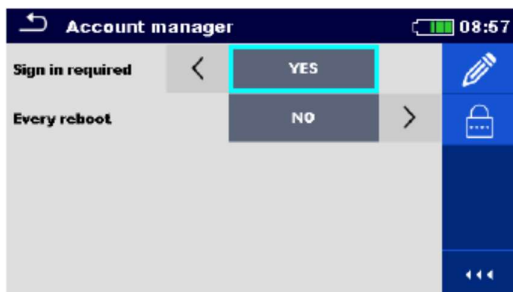 Account manager 08:57
Sign in required YES
Every reboot NO